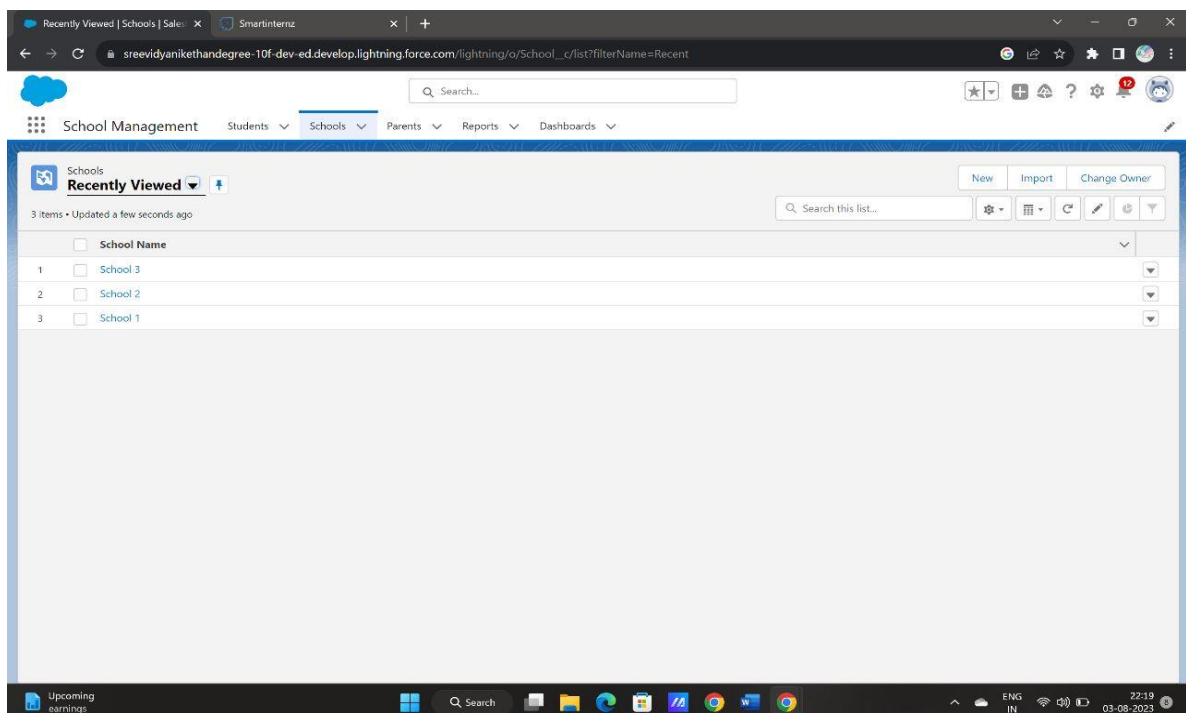 Recently Viewed | Schools | Sales
Smartinternz
sreevidyanikethandegree-10f-dev-ed.develop.lightning.force.com/lightning/o/School__c/list?filterName=Recent
Search...
12
School Management Students Schools Parents Reports Dashboards
Schools
Recently Viewed
New Import Change Owner
3 items • Updated a few seconds ago
Search this list...
School Name
1 School 3
2 School 2
3 School 1
Upcoming
earnings
Search
ENG
IN
22:19
03-08-2023
8